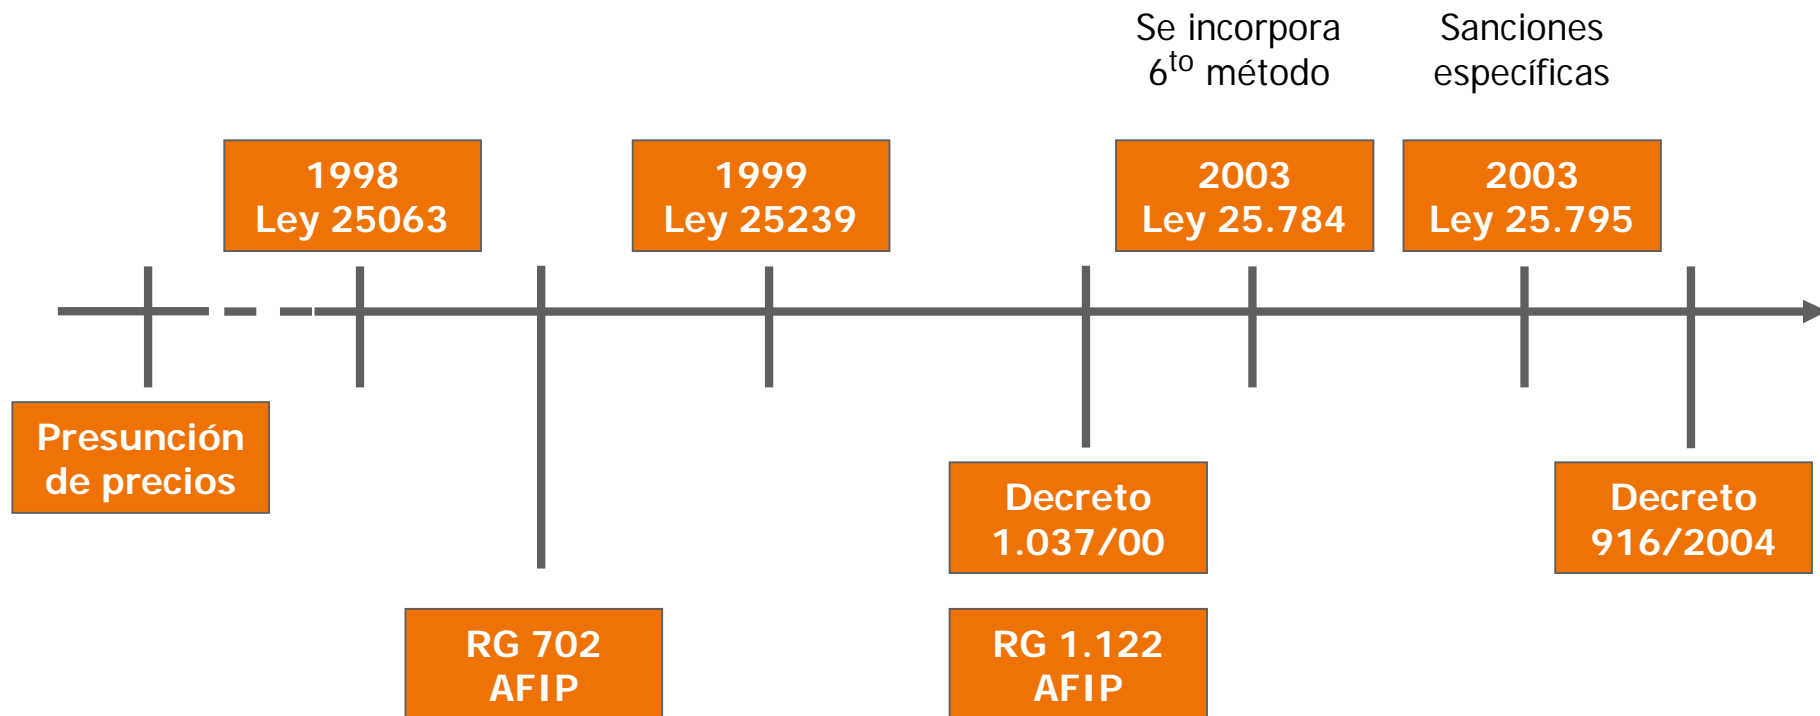 Se incorpora
6to método
Sanciones
específicas
1998
Ley 25063
1999
Ley 25239
2003
Ley 25.784
2003
Ley 25.795
Presunción
de precios
Decreto
1.037/00
Decreto
916/2004
RG 702
AFIP
RG 1.122
AFIP